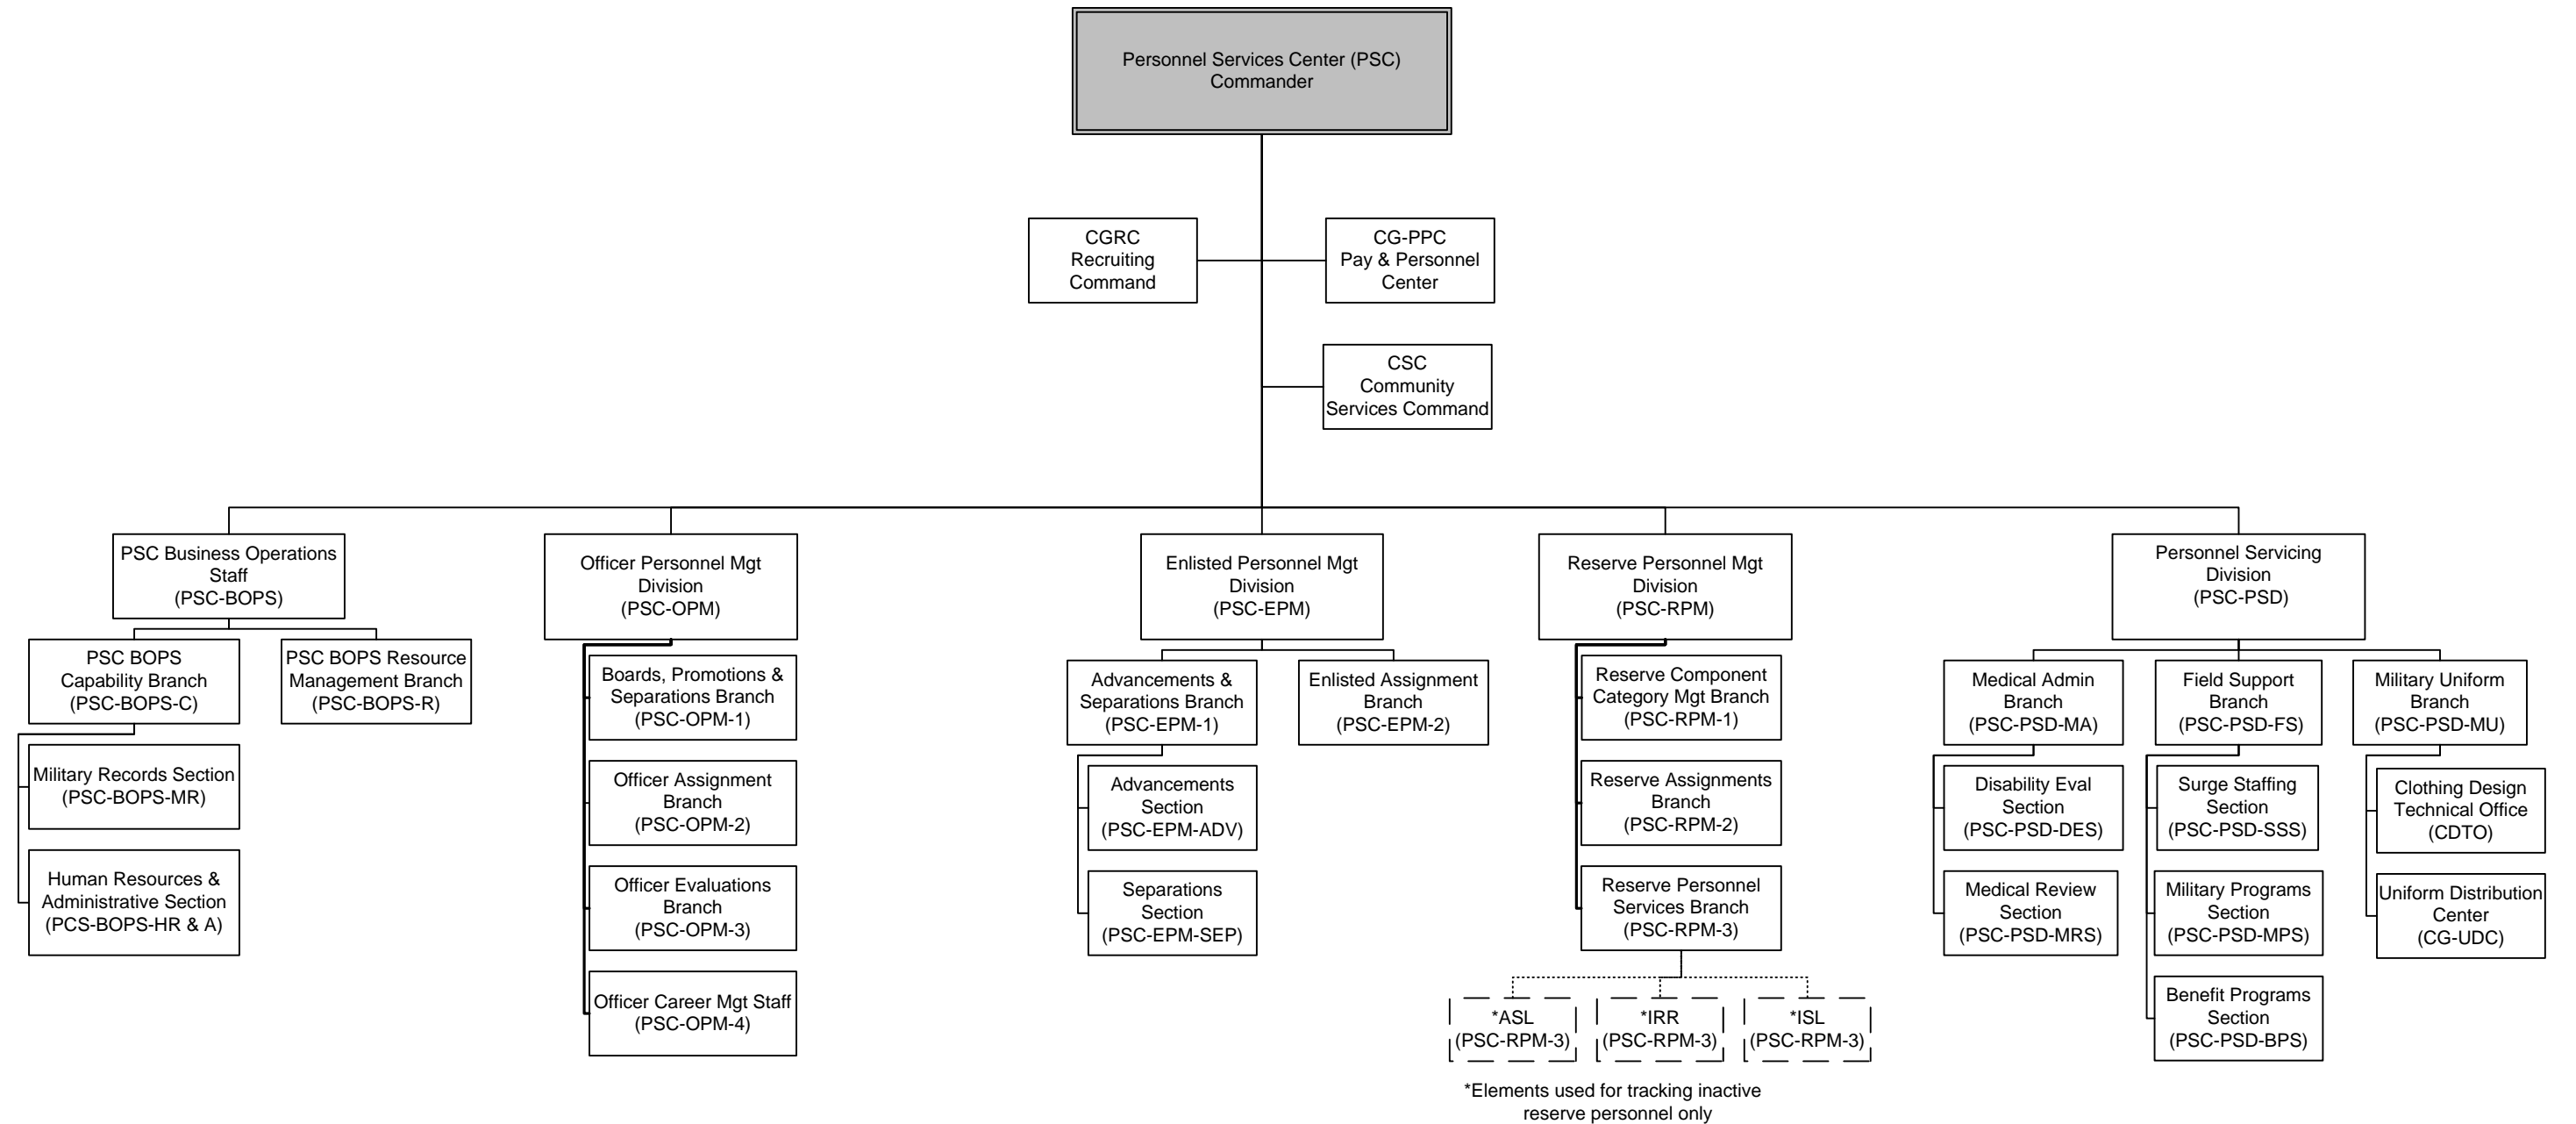 Personnel Services Center (PSC)
Commander
CGRC
Recruiting
Command
CG-PPC
Pay & Personnel
Center
CSC
Community
Services Command
PSC Business Operations
Staff
(PSC-BOPS)
Officer Personnel Mgt
Division
(PSC-OPM)
Enlisted Personnel Mgt
Division
(PSC-EPM)
Reserve Personnel Mgt
Division
(PSC-RPM)
Personnel Servicing
Division
(PSC-PSD)
PSC BOPS
Capability Branch
(PSC-BOPS-C)
PSC BOPS Resource
Management Branch
(PSC-BOPS-R)
Military Records Section
(PSC-BOPS-MR)
Human Resources &
Administrative Section
(PCS-BOPS-HR & A)
Boards, Promotions &
Separations Branch
(PSC-OPM-1)
Officer Assignment
Branch
(PSC-OPM-2)
Officer Evaluations
Branch
(PSC-OPM-3)
Officer Career Mgt Staff
(PSC-OPM-4)
Advancements &
Separations Branch
(PSC-EPM-1)
Enlisted Assignment
Branch
(PSC-EPM-2)
Advancements
Section
(PSC-EPM-ADV)
Separations
Section
(PSC-EPM-SEP)
Reserve Component
Category Mgt Branch
(PSC-RPM-1)
Reserve Assignments
Branch
(PSC-RPM-2)
Reserve Personnel
Services Branch
(PSC-RPM-3)
*ASL
(PSC-RPM-3)
*IRR
(PSC-RPM-3)
*ISL
(PSC-RPM-3)
*Elements used for tracking inactive
reserve personnel only
Medical Admin
Branch
(PSC-PSD-MA)
Field Support
Branch
(PSC-PSD-FS)
Military Uniform
Branch
(PSC-PSD-MU)
Disability Eval
Section
(PSC-PSD-DES)
Medical Review
Section
(PSC-PSD-MRS)
Surge Staffing
Section
(PSC-PSD-SSS)
Military Programs
Section
(PSC-PSD-MPS)
Benefit Programs
Section
(PSC-PSD-BPS)
Clothing Design
Technical Office
(CDTO)
Uniform Distribution
Center
(CG-UDC)